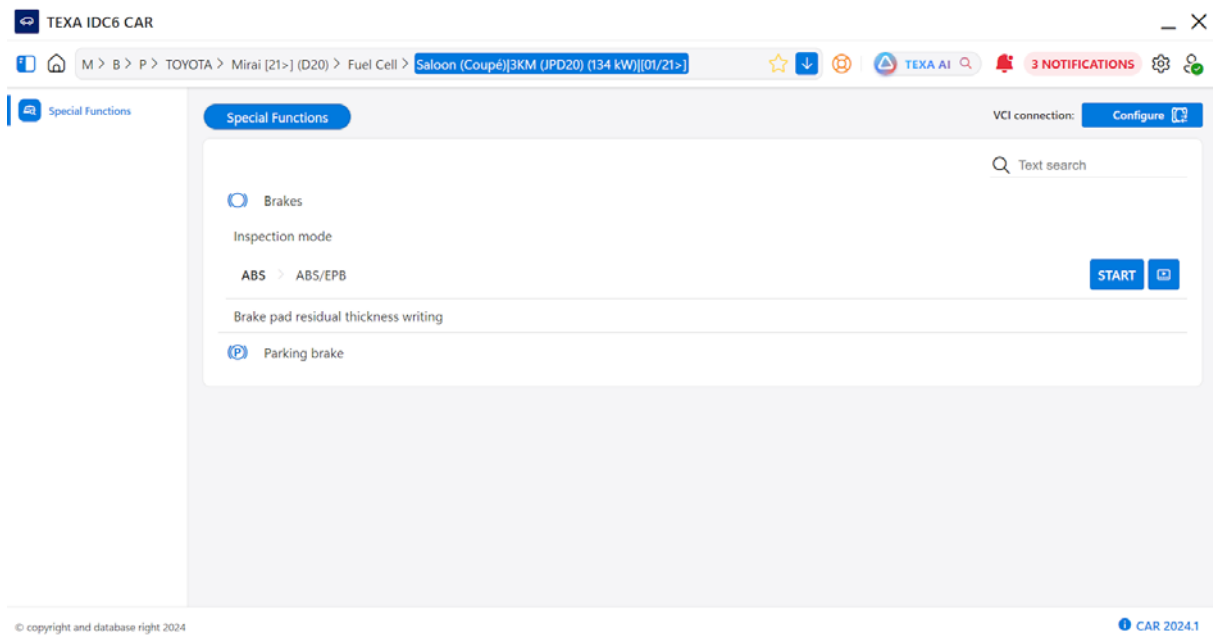 TEXA IDC6 CAR
M > B > P > TOYOTA > Mirai [21>] (D20) > Fuel Cell > Saloon (Coupé)|3KM (JPD20) (134 kW)|[01/21>]
TEXA AI
3 NOTIFICATIONS
Special Functions
Special Functions
VCI connection:
Configure
Text search
Brakes
Inspection mode
ABS > ABS/EPB
START
Brake pad residual thickness writing
(P) Parking brake
© copyright and database right 2024
CAR 2024.1